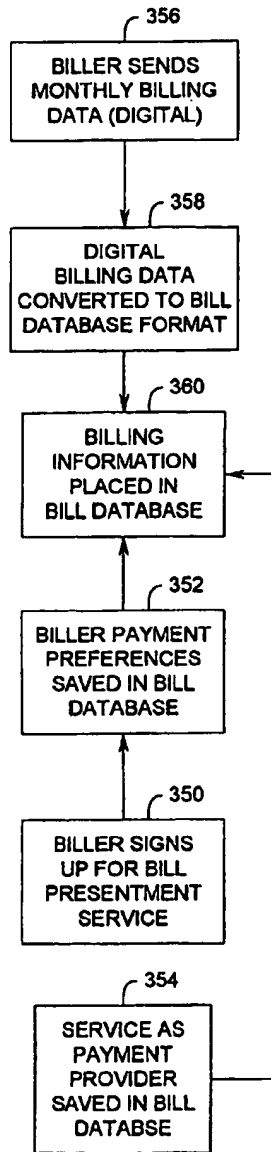 356
BILLER SENDS
MONTHLY BILLING
DATA (DIGITAL)
358
DIGITAL
BILLING DATA
CONVERTED TO BILL
DATABASE FORMAT
360
BILLING
INFORMATION
PLACED IN
BILL DATABASE
352
BILLER PAYMENT
PREFERENCES
SAVED IN BILL
DATABASE
350
BILLER SIGNS
UP FOR BILL
PRESENTMENT
SERVICE
354
SERVICE AS
PAYMENT
PROVIDER
SAVED IN BILL
DATABSE